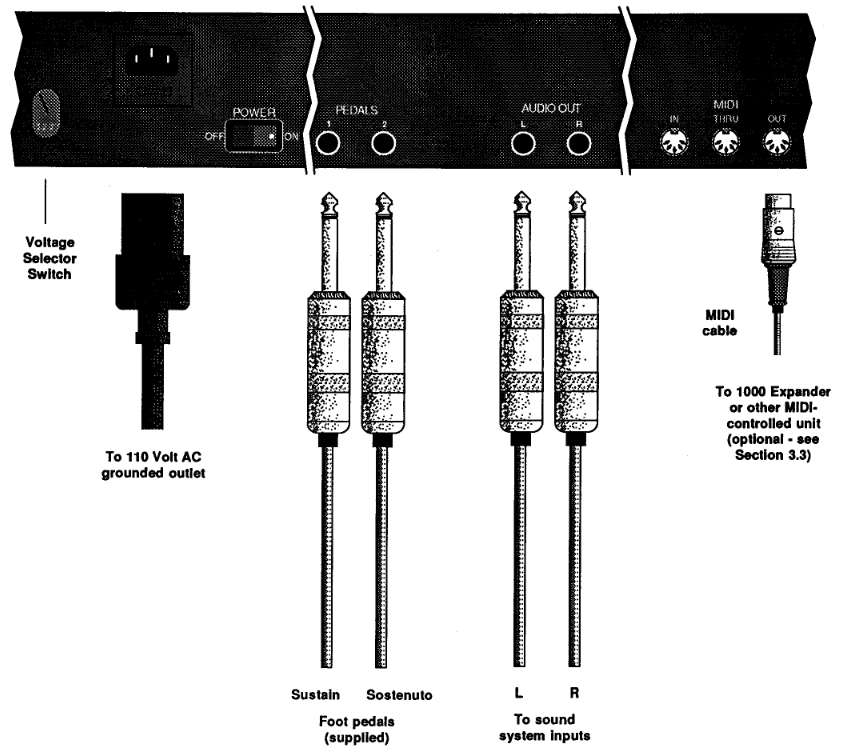 POWER
OFF
ON
PEDALS
1
2
AUDIO OUT
L
R
MIDI
IN
THRU
OUT
Voltage
Selector
Switch
To 110 Volt AC
grounded outlet
MIDI
cable
To 1000 Expander
or other MIDI-
controlled unit
(optional - see
Section 3.3)
Sustain
Sostenuto
Foot pedals
(supplied)
L
R
To sound
system inputs